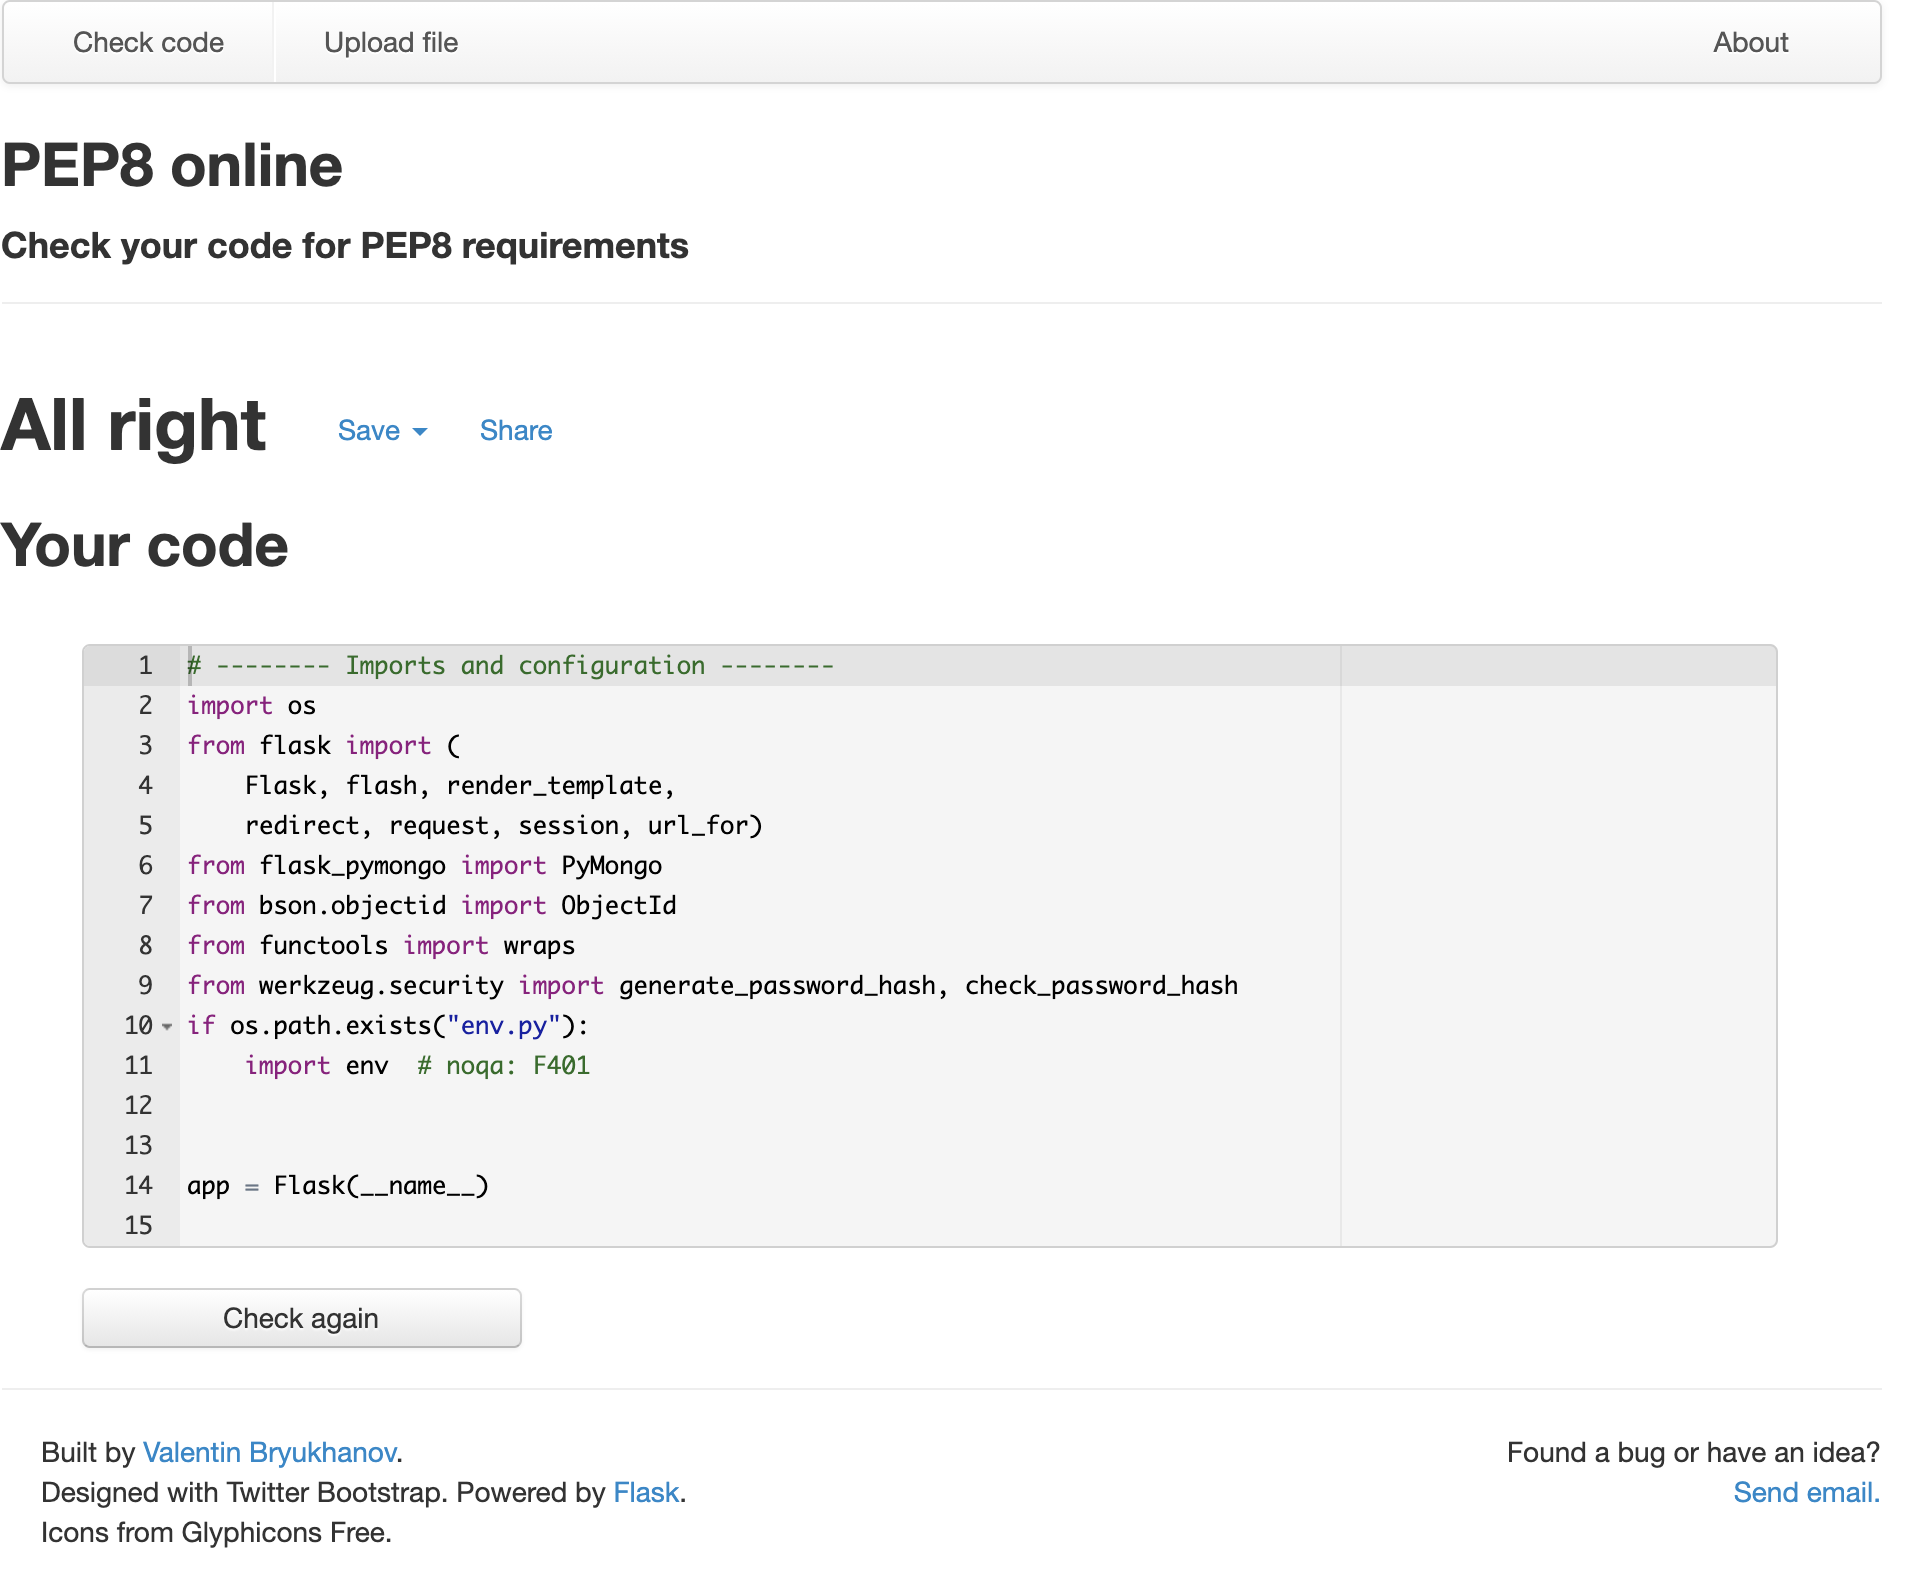 Check code Upload file About
PEP8 online
Check your code for PEP8 requirements
All right Save Share
Your code
1 # -------- Imports and configuration --------
2 import os
3 from flask import (
4     Flask, flash, render_template,
5     redirect, request, session, url_for)
6 from flask_pymongo import PyMongo
7 from bson.objectid import ObjectId
8 from functools import wraps
9 from werkzeug.security import generate_password_hash, check_password_hash
10 if os.path.exists("env.py"):
11     import env  # noqa: F401
12
13
14 app = Flask(__name__)
15
Check again
Built by Valentin Bryukhanov. Found a bug or have an idea?
Designed with Twitter Bootstrap. Powered by Flask. Send email.
Icons from Glyphicons Free.